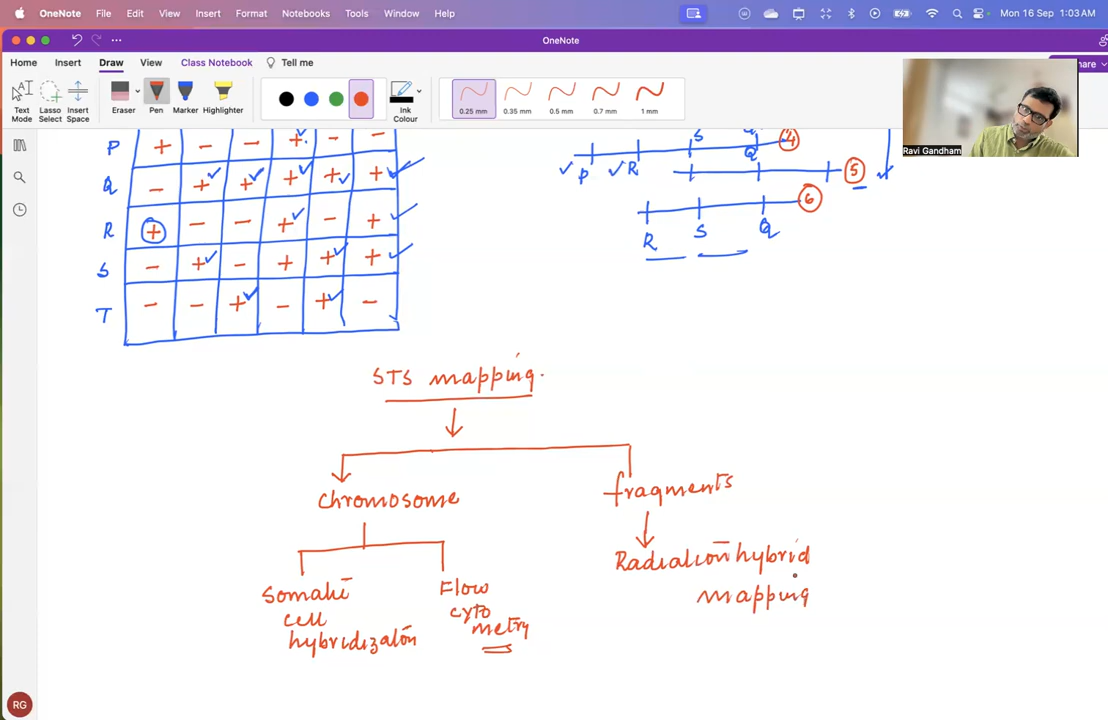 OneNote File Edit View Insert Format Notebooks Tools Window Help Mon 16 Sep 1:03 AM
OneNote
Home Insert Draw View Class Notebook Tell me
Share
Text Mode Lasso Select Insert Space Eraser Pen Marker Highlighter Ink Colour 0.25 mm 0.35 mm 0.5 mm 0.7 mm 1 mm
Ravi Gandham
P + - - + - -
Q - + + + + +
R + - - + - +
S - + - + + +
T - - + - + -
S
Q 4
P R
5
6
R S Q
STS mapping.
Chromosome
fragments
Radiation hybrid
mapping
Somatic
cell
hybridization
Flow
cyto
metry
RG